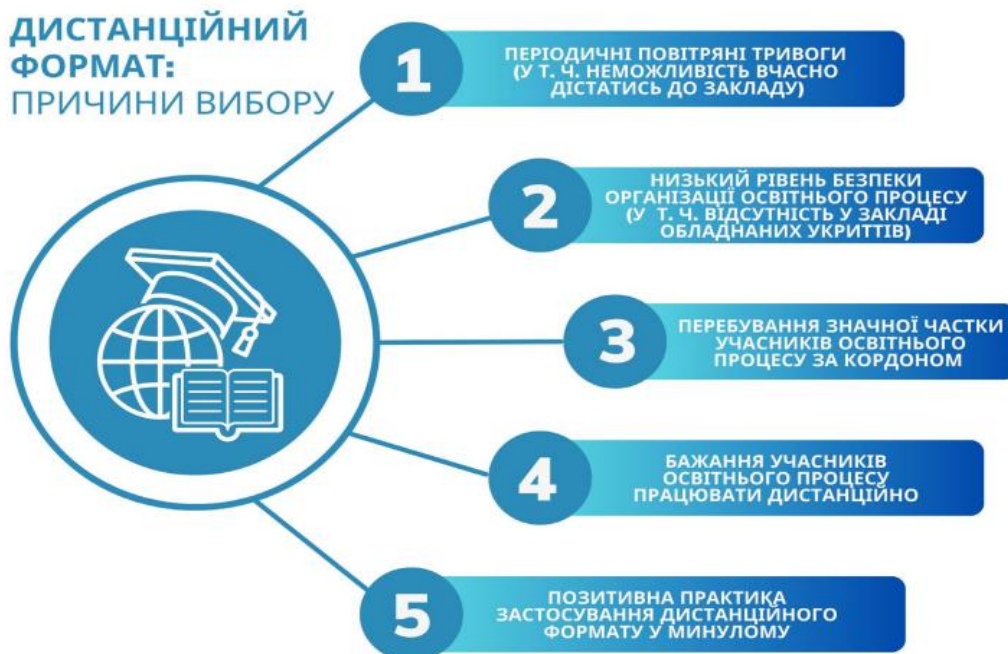 ДИСТАНЦІЙНИЙ
ФОРМАТ:
ПРИЧИНИ ВИБОРУ
1
ПЕРІОДИЧНІ ПОВІТРЯНІ ТРИВОГИ
(У Т. Ч. НЕМОЖЛИВІСТЬ ВЧАСНО
ДІСТАТИСЬ ДО ЗАКЛАДУ)
2
НИЗЬКИЙ РІВЕНЬ БЕЗПЕКИ
ОРГАНІЗАЦІЇ ОСВІТНЬОГО ПРОЦЕСУ
(У Т. Ч. ВІДСУТНІСТЬ У ЗАКЛАДІ
ОБЛАДНАНИХ УКРИТТІВ)
3
ПЕРЕБУВАННЯ ЗНАЧНОЇ ЧАСТКИ
УЧАСНИКІВ ОСВІТНЬОГО
ПРОЦЕСУ ЗА КОРДОНОМ
4
БАЖАННЯ УЧАСНИКІВ
ОСВІТНЬОГО ПРОЦЕСУ
ПРАЦЮВАТИ ДИСТАНЦІЙНО
5
ПОЗИТИВНА ПРАКТИКА
ЗАСТОСУВАННЯ ДИСТАНЦІЙНОГО
ФОРМАТУ У МИНУЛОМУ